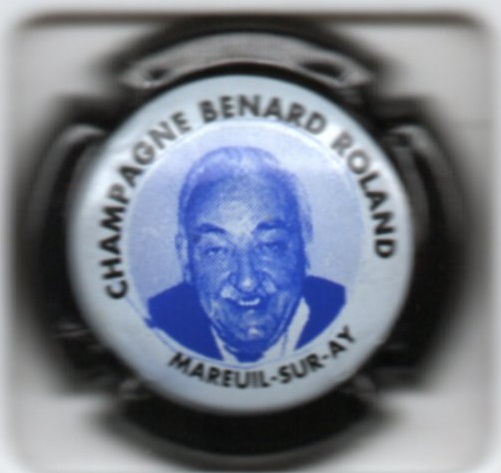 CHAMPAGNE BENARD ROLAND
MAREUIL-SUR-AY